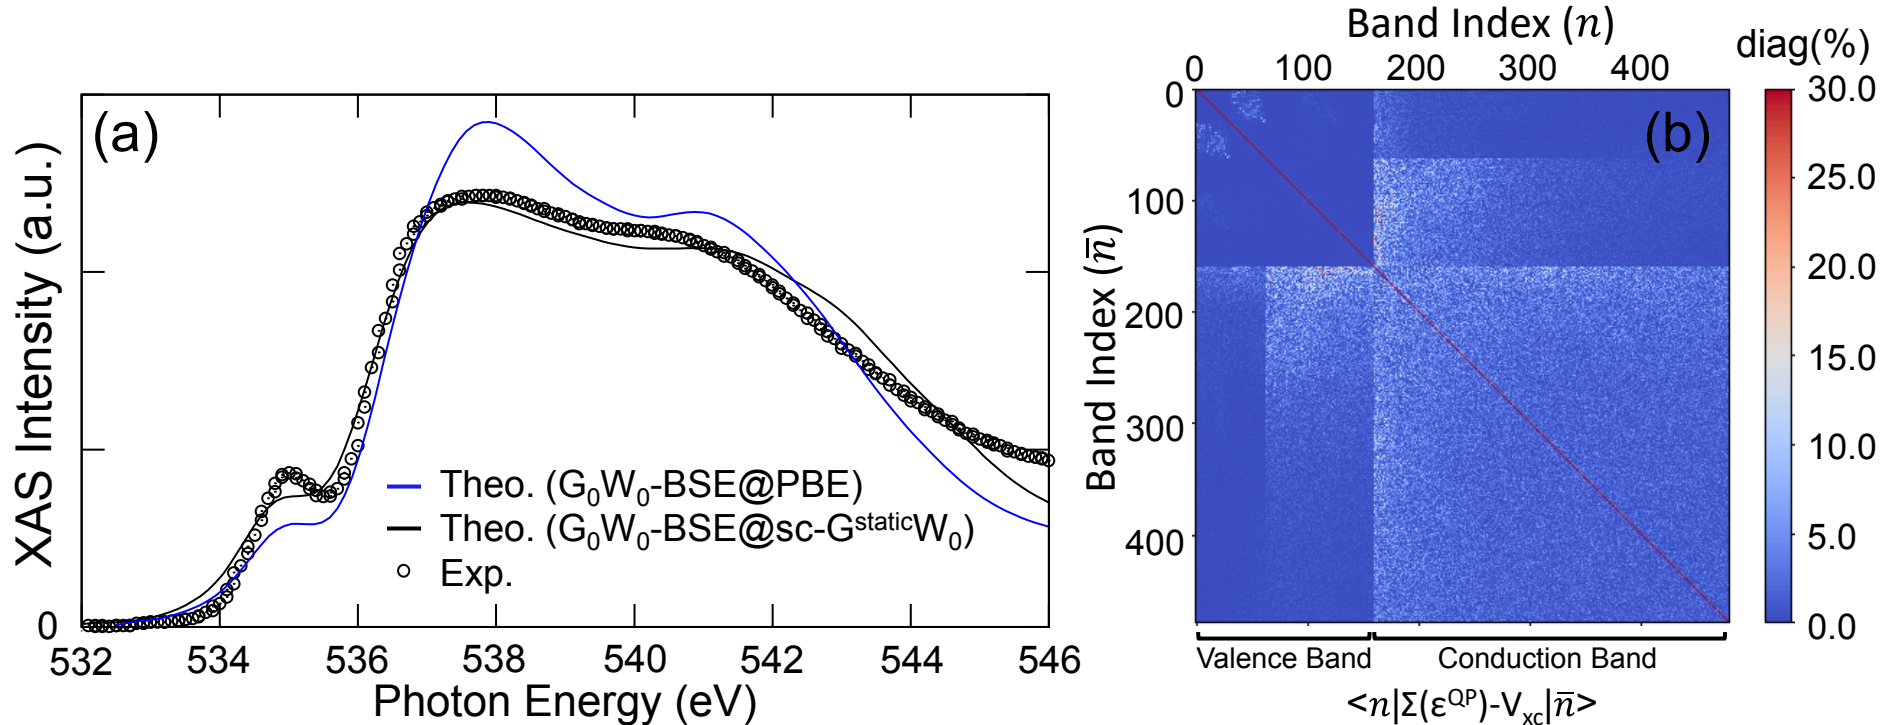 (a)
XAS Intensity (a.u.)
0
532 534 536 538 540 542 544 546
Photon Energy (eV)
Theo. (G₀W₀-BSE@PBE)
Theo. (G₀W₀-BSE@sc-GˢᵗᵃᵗⁱᶜW₀)
Exp.
Band Index (n)
0 100 200 300 400
(b)
Band Index (n̅)
0
100
200
300
400
Valence Band
Conduction Band
<n|Σ(ε^QP)-V_xc|n̅>
diag(%)
30.0
25.0
20.0
15.0
10.0
5.0
0.0